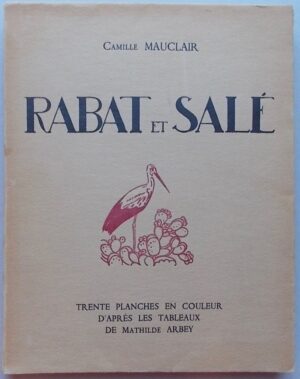 Camille MAUCLAIR
RABAT ET SALÉ
TRENTE PLANCHES EN COULEUR
D'APRÈS LES TABLEAUX
DE MATHILDE ARBEY